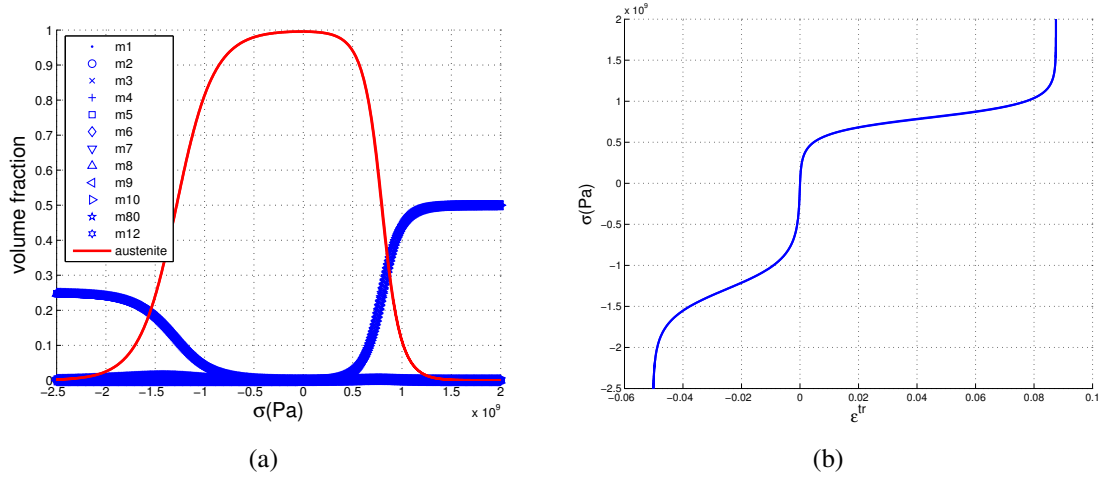 1
0.9
0.8
0.7
0.6
0.5
0.4
0.3
0.2
0.1
0
volume fraction
m1
m2
m3
m4
m5
m6
m7
m8
m9
m10
m80
m12
austenite
-2.5 -2 -1.5 -1 -0.5 0 0.5 1 1.5 2
x 10^9
σ(Pa)
(a)
x 10^9
2
1.5
1
0.5
0
-0.5
-1
-1.5
-2
-2.5
σ(Pa)
-0.06 -0.04 -0.02 0 0.02 0.04 0.06 0.08 0.1
ε^tr
(b)